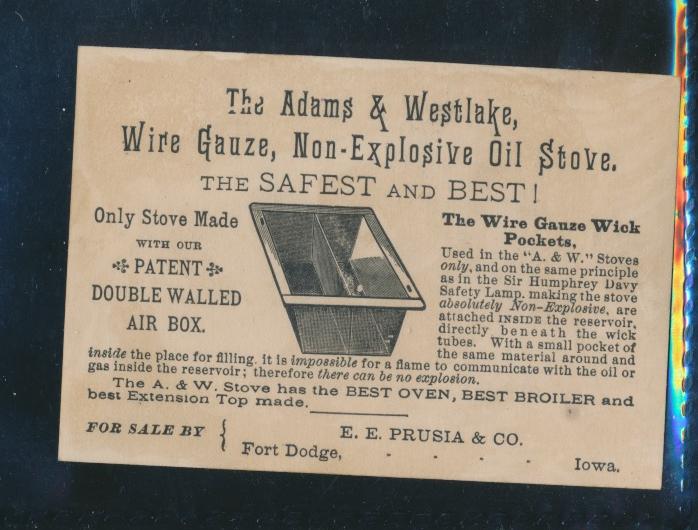 The Adams & Westlake,
Wire Gauze, Non-Explosive Oil Stove.
THE SAFEST AND BEST!
Only Stove Made
WITH OUR
PATENT
DOUBLE WALLED
AIR BOX.
The Wire Gauze Wick
Pockets,
Used in the "A. & W." Stoves
only, and on the same principle
as in the Sir Humphrey Davy
Safety Lamp. making the stove
absolutely Non-Explosive, are
attached INSIDE the reservoir,
directly beneath the wick
tubes. With a small pocket of
the same material around and
inside the place for filling. it is impossible for a flame to communicate with the oil or
gas inside the reservoir; therefore there can be no explosion.
The A. & W. Stove has the BEST OVEN, BEST BROILER and
best Extension Top made.
FOR SALE BY { E. E. PRUSIA & CO.
Fort Dodge, - - - - Iowa.